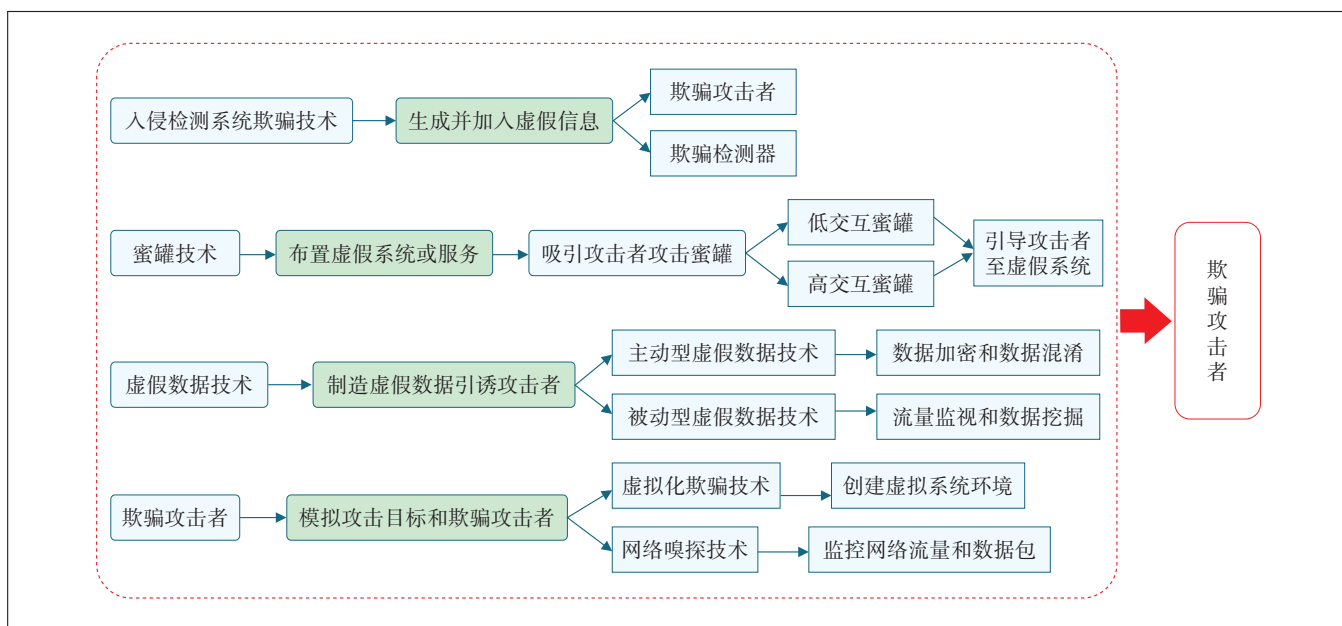 入侵检测系统欺骗技术
生成并加入虚假信息
欺骗攻击者
欺骗检测器
蜜罐技术
布置虚假系统或服务
吸引攻击者攻击蜜罐
低交互蜜罐
高交互蜜罐
引导攻击者
至虚假系统
虚假数据技术
制造虚假数据引诱攻击者
主动型虚假数据技术
数据加密和数据混淆
被动型虚假数据技术
流量监视和数据挖掘
欺骗攻击者
模拟攻击目标和欺骗攻击者
虚拟化欺骗技术
创建虚拟系统环境
网络嗅探技术
监控网络流量和数据包
欺骗攻击者